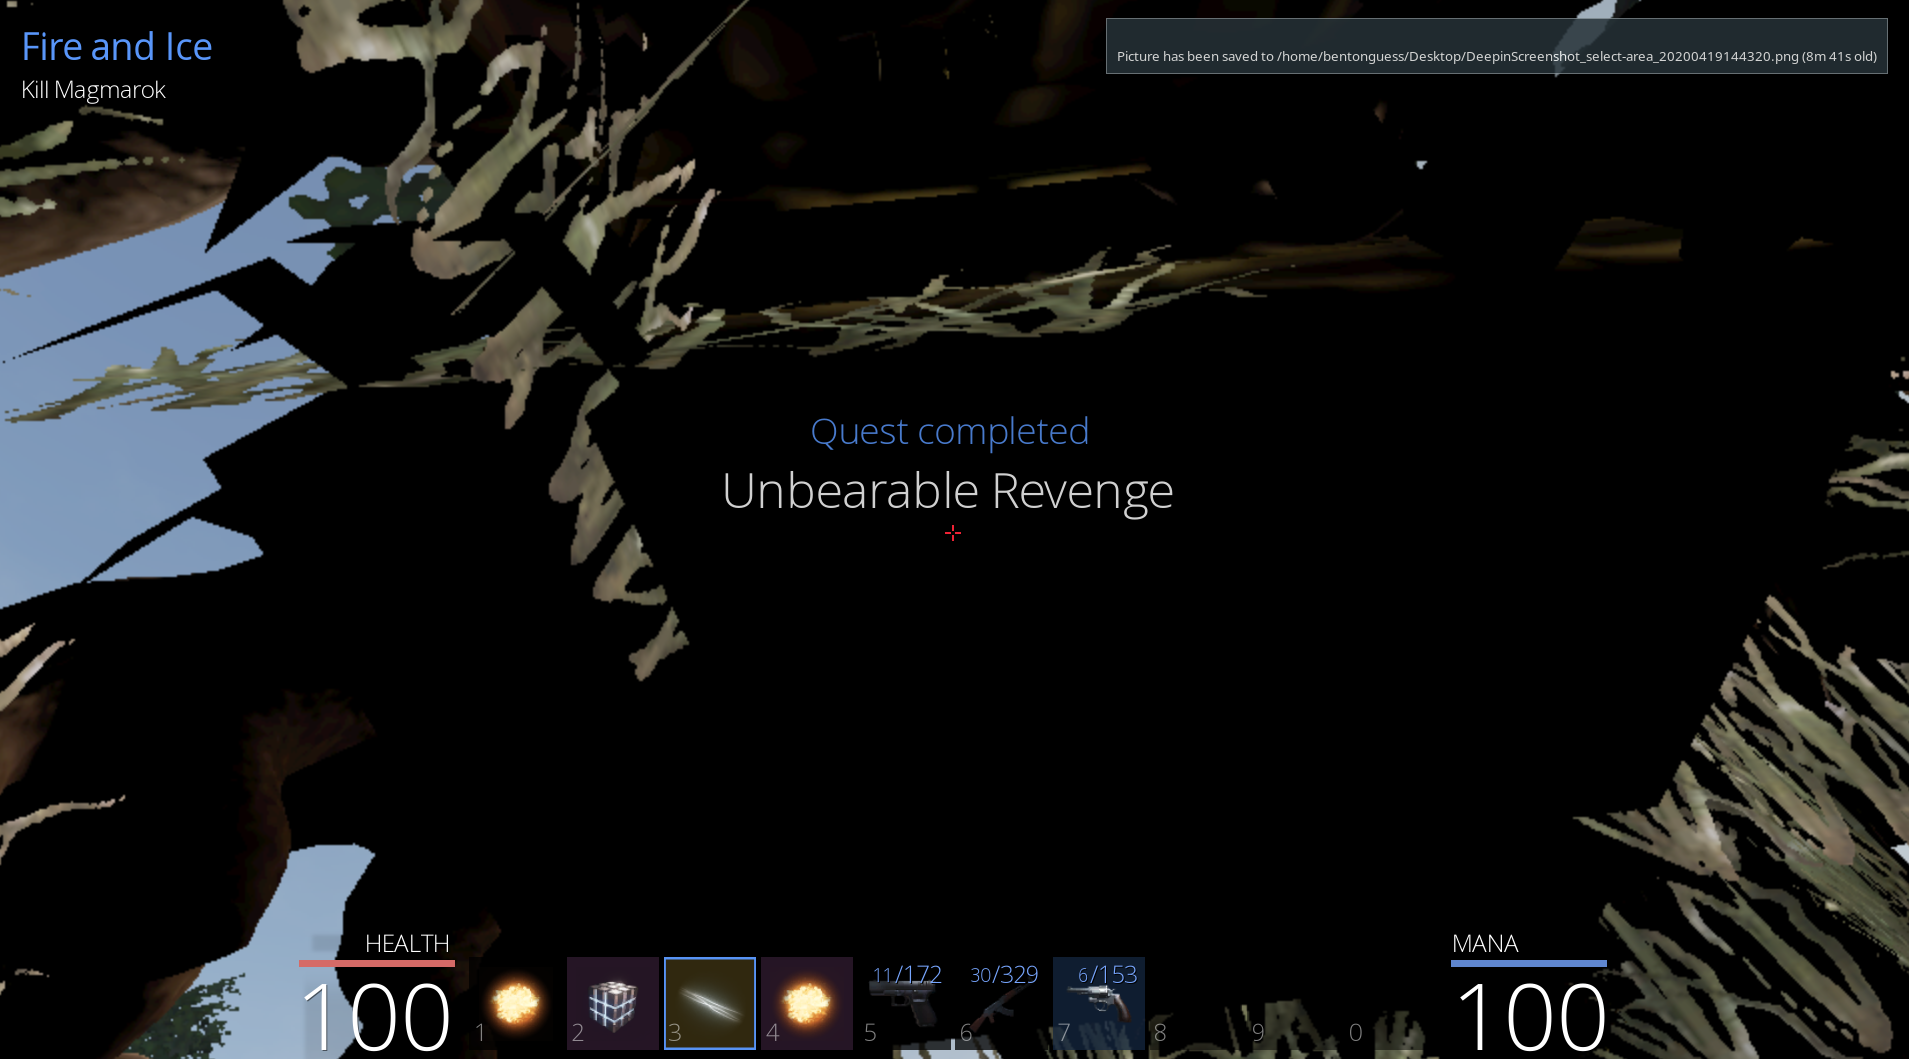 Fire and Ice
Kill Magmarok
Picture has been saved to /home/bentonguess/Desktop/DeepinScreenshot_select-area_20200419144320.png (8m 41s old)
Quest completed
Unbearable Revenge
HEALTH
100
1
2
3
4
11/172
5
30/329
6
6/153
7
8
9
0
MANA
100